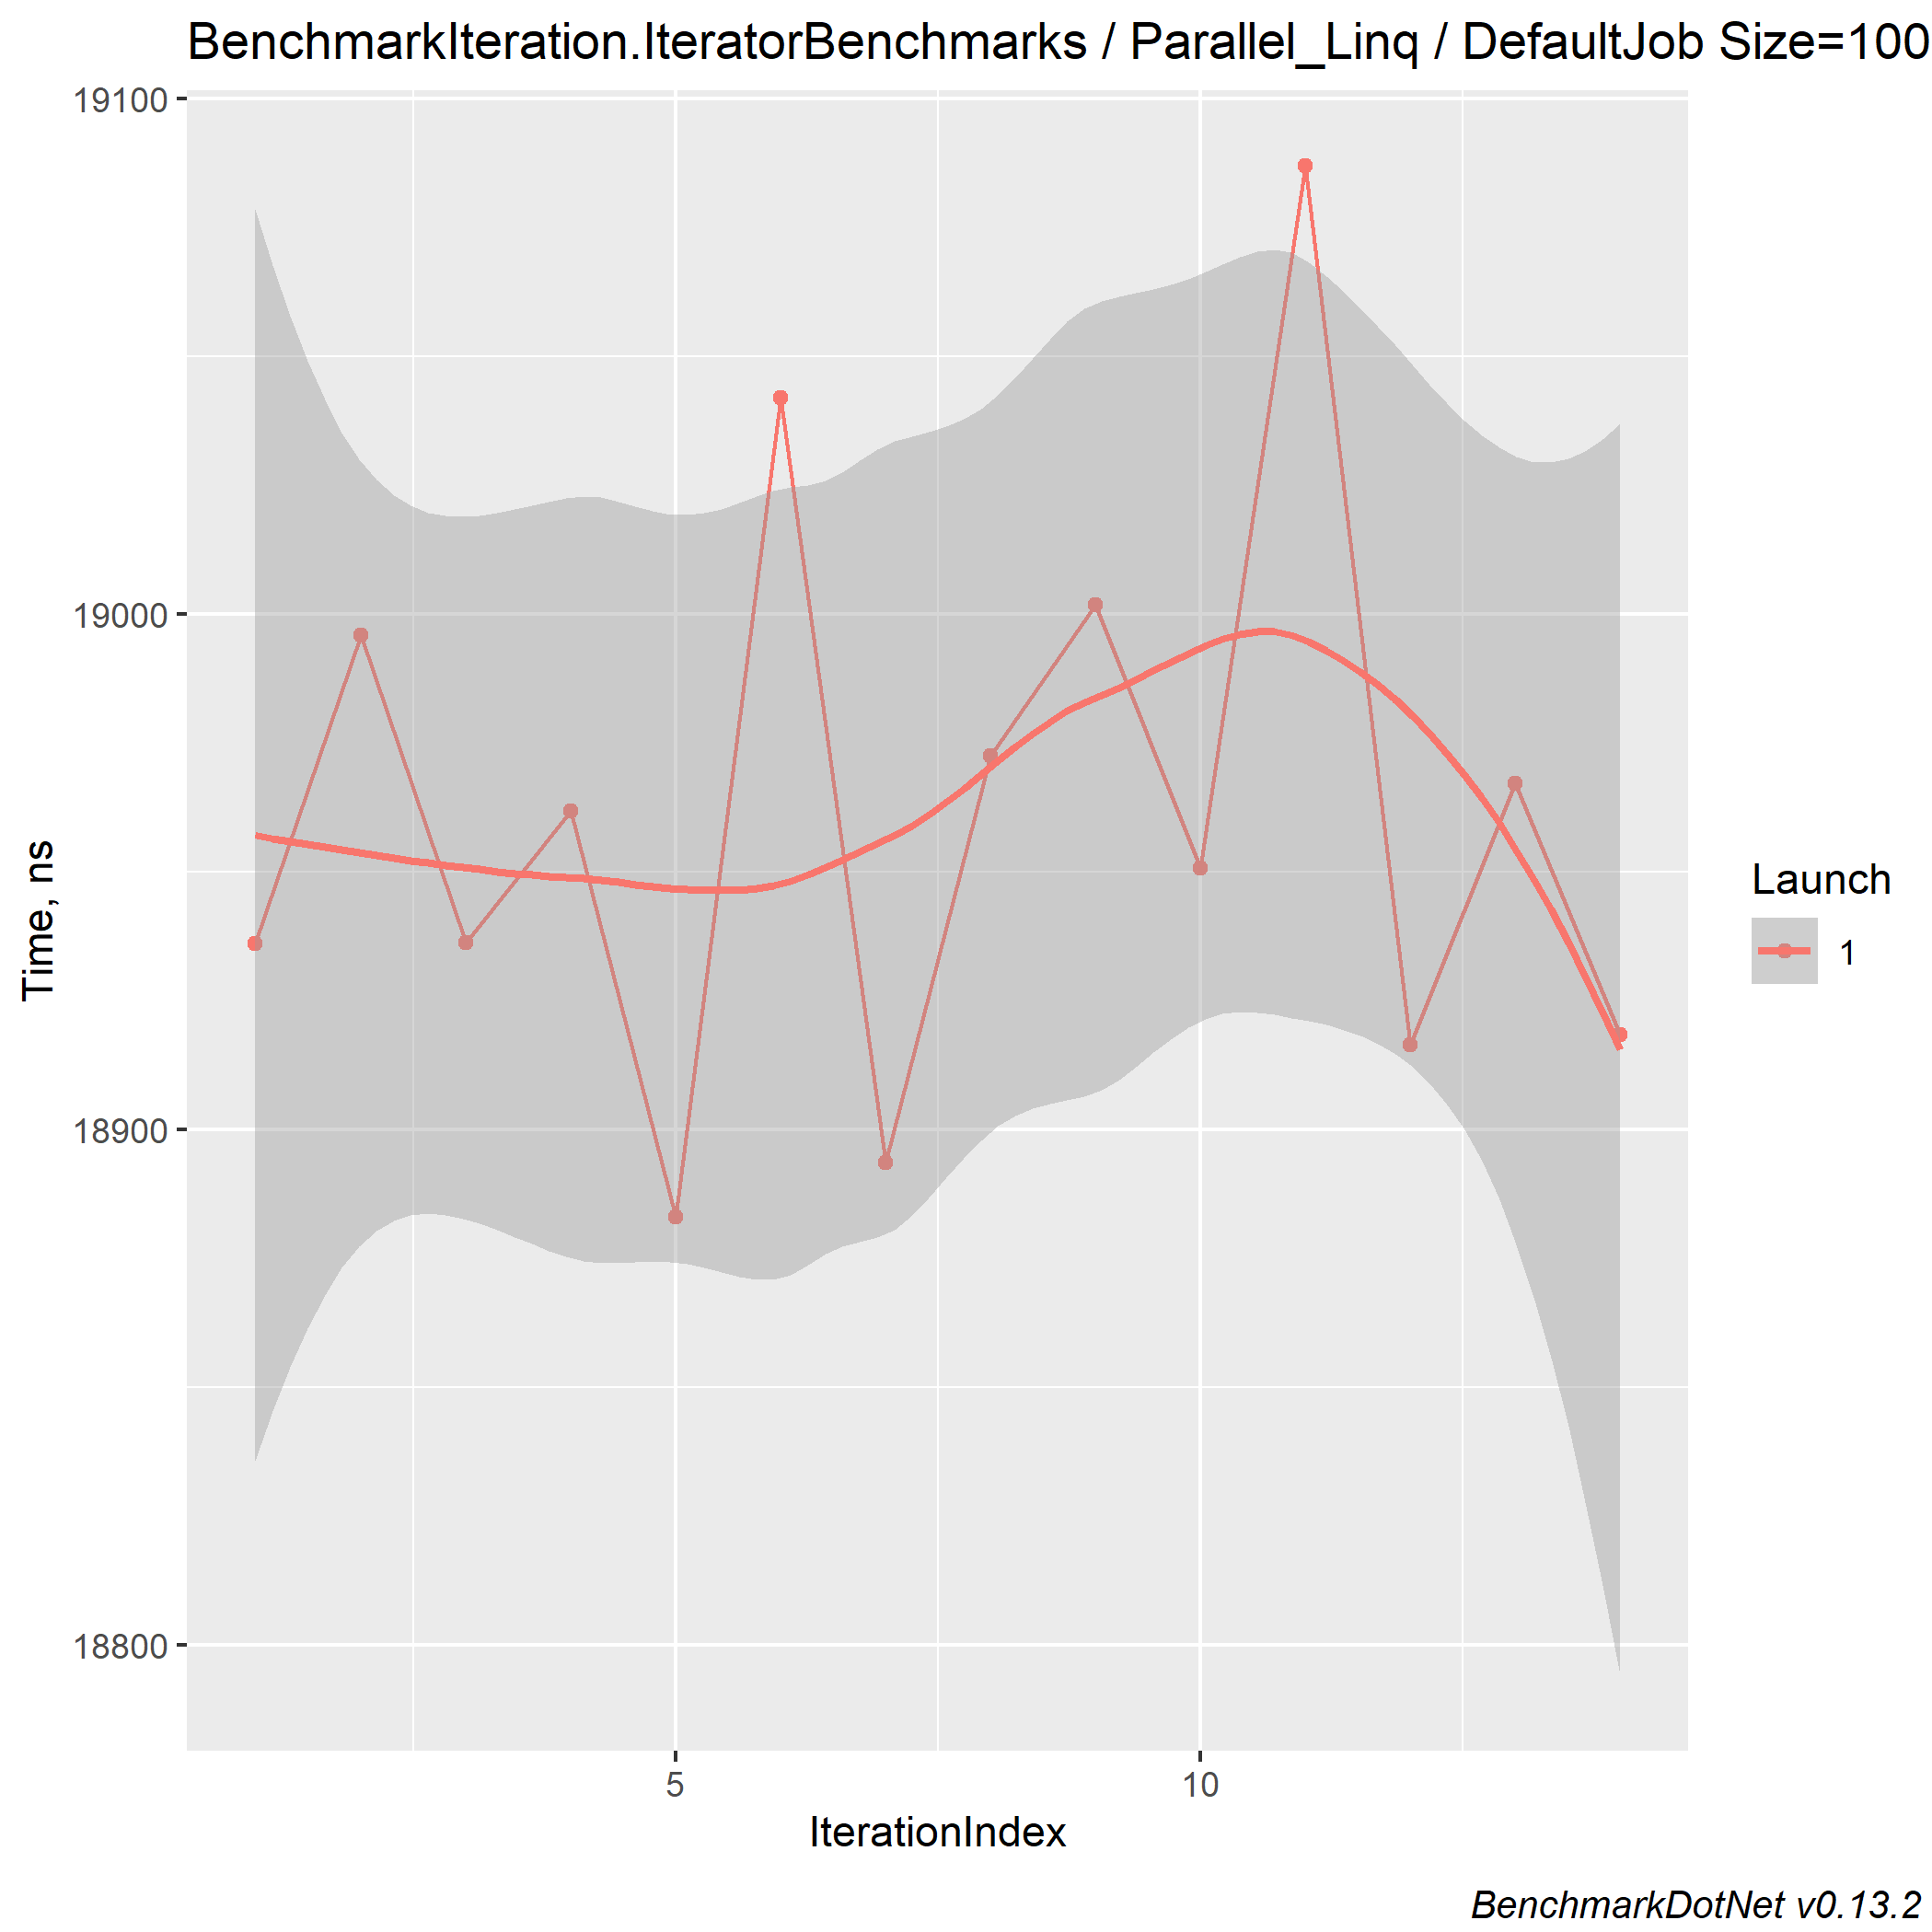 BenchmarkIteration.IteratorBenchmarks / Parallel_Linq / DefaultJob Size=100
19100
19000
18900
18800
Time, ns
5
10
IterationIndex
Launch
1
BenchmarkDotNet v0.13.2